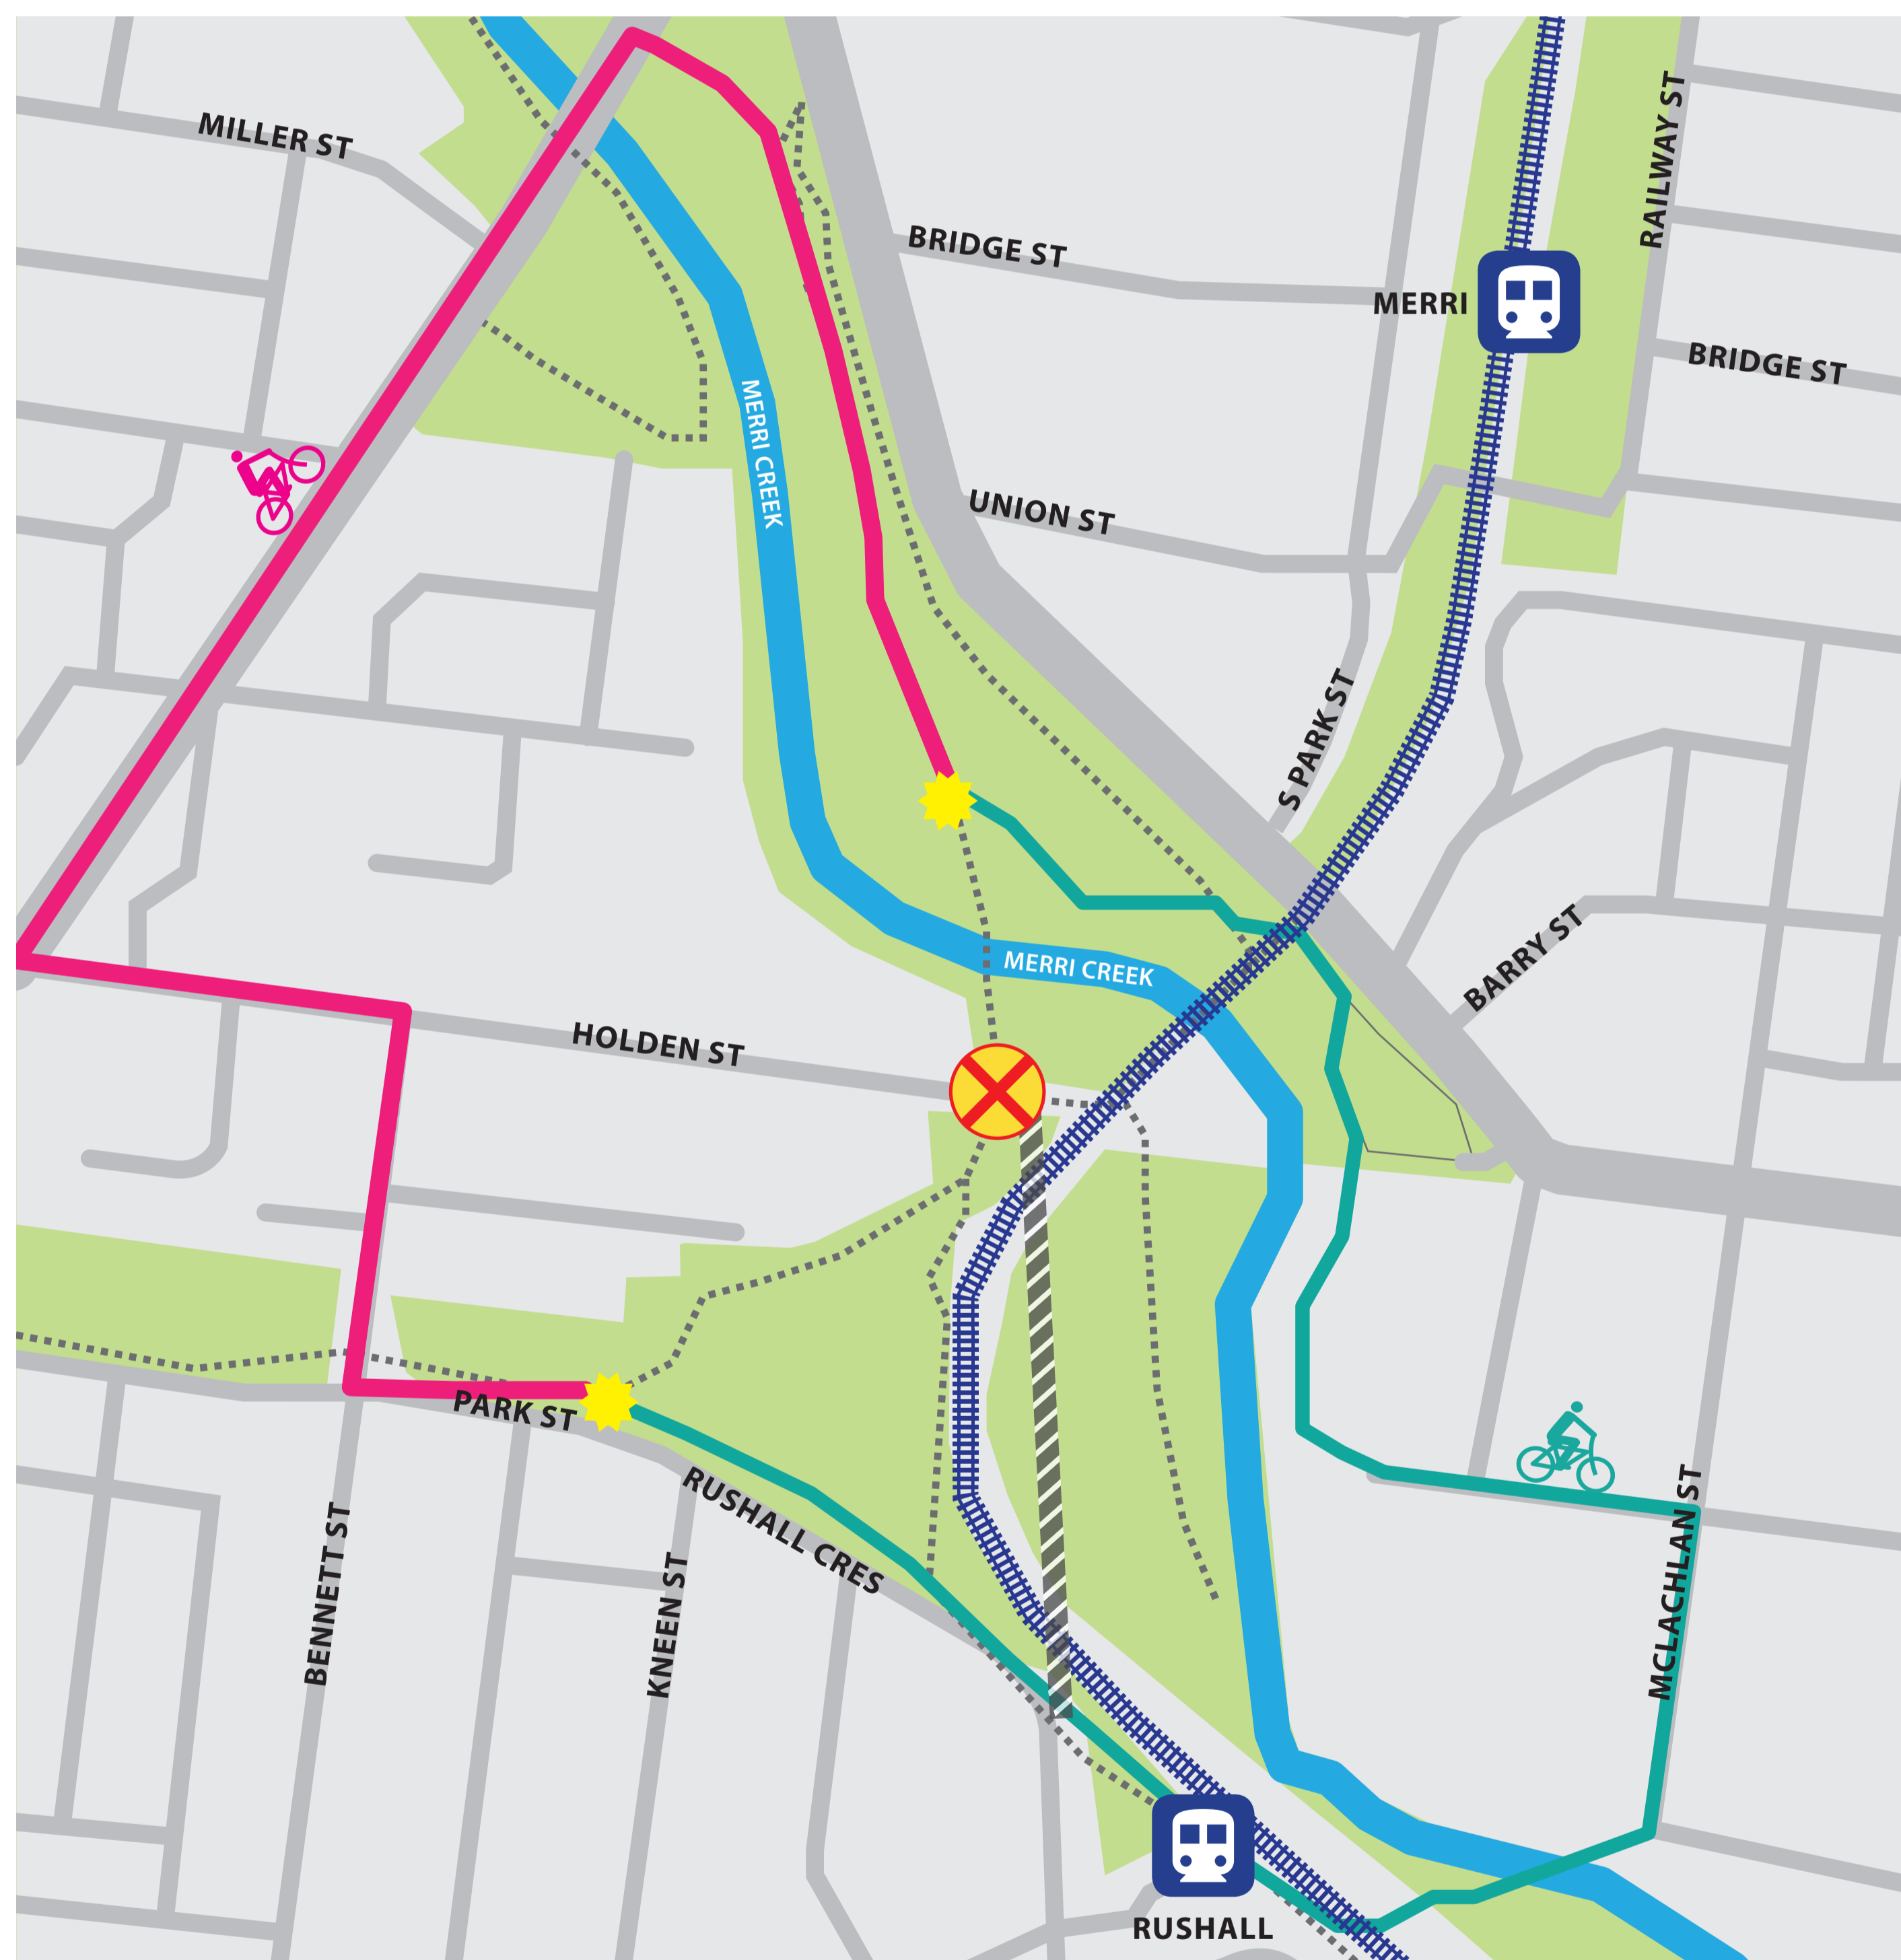 MILLER ST
RAILWAY ST
BRIDGE ST
MERRI
BRIDGE ST
MERRI CREEK
UNION ST
S PARK ST
BARRY ST
MERRI CREEK
HOLDEN ST
PARK ST
RUSHALL CRES
BENNETT ST
KNEEN ST
MCLACHLAN ST
RUSHALL